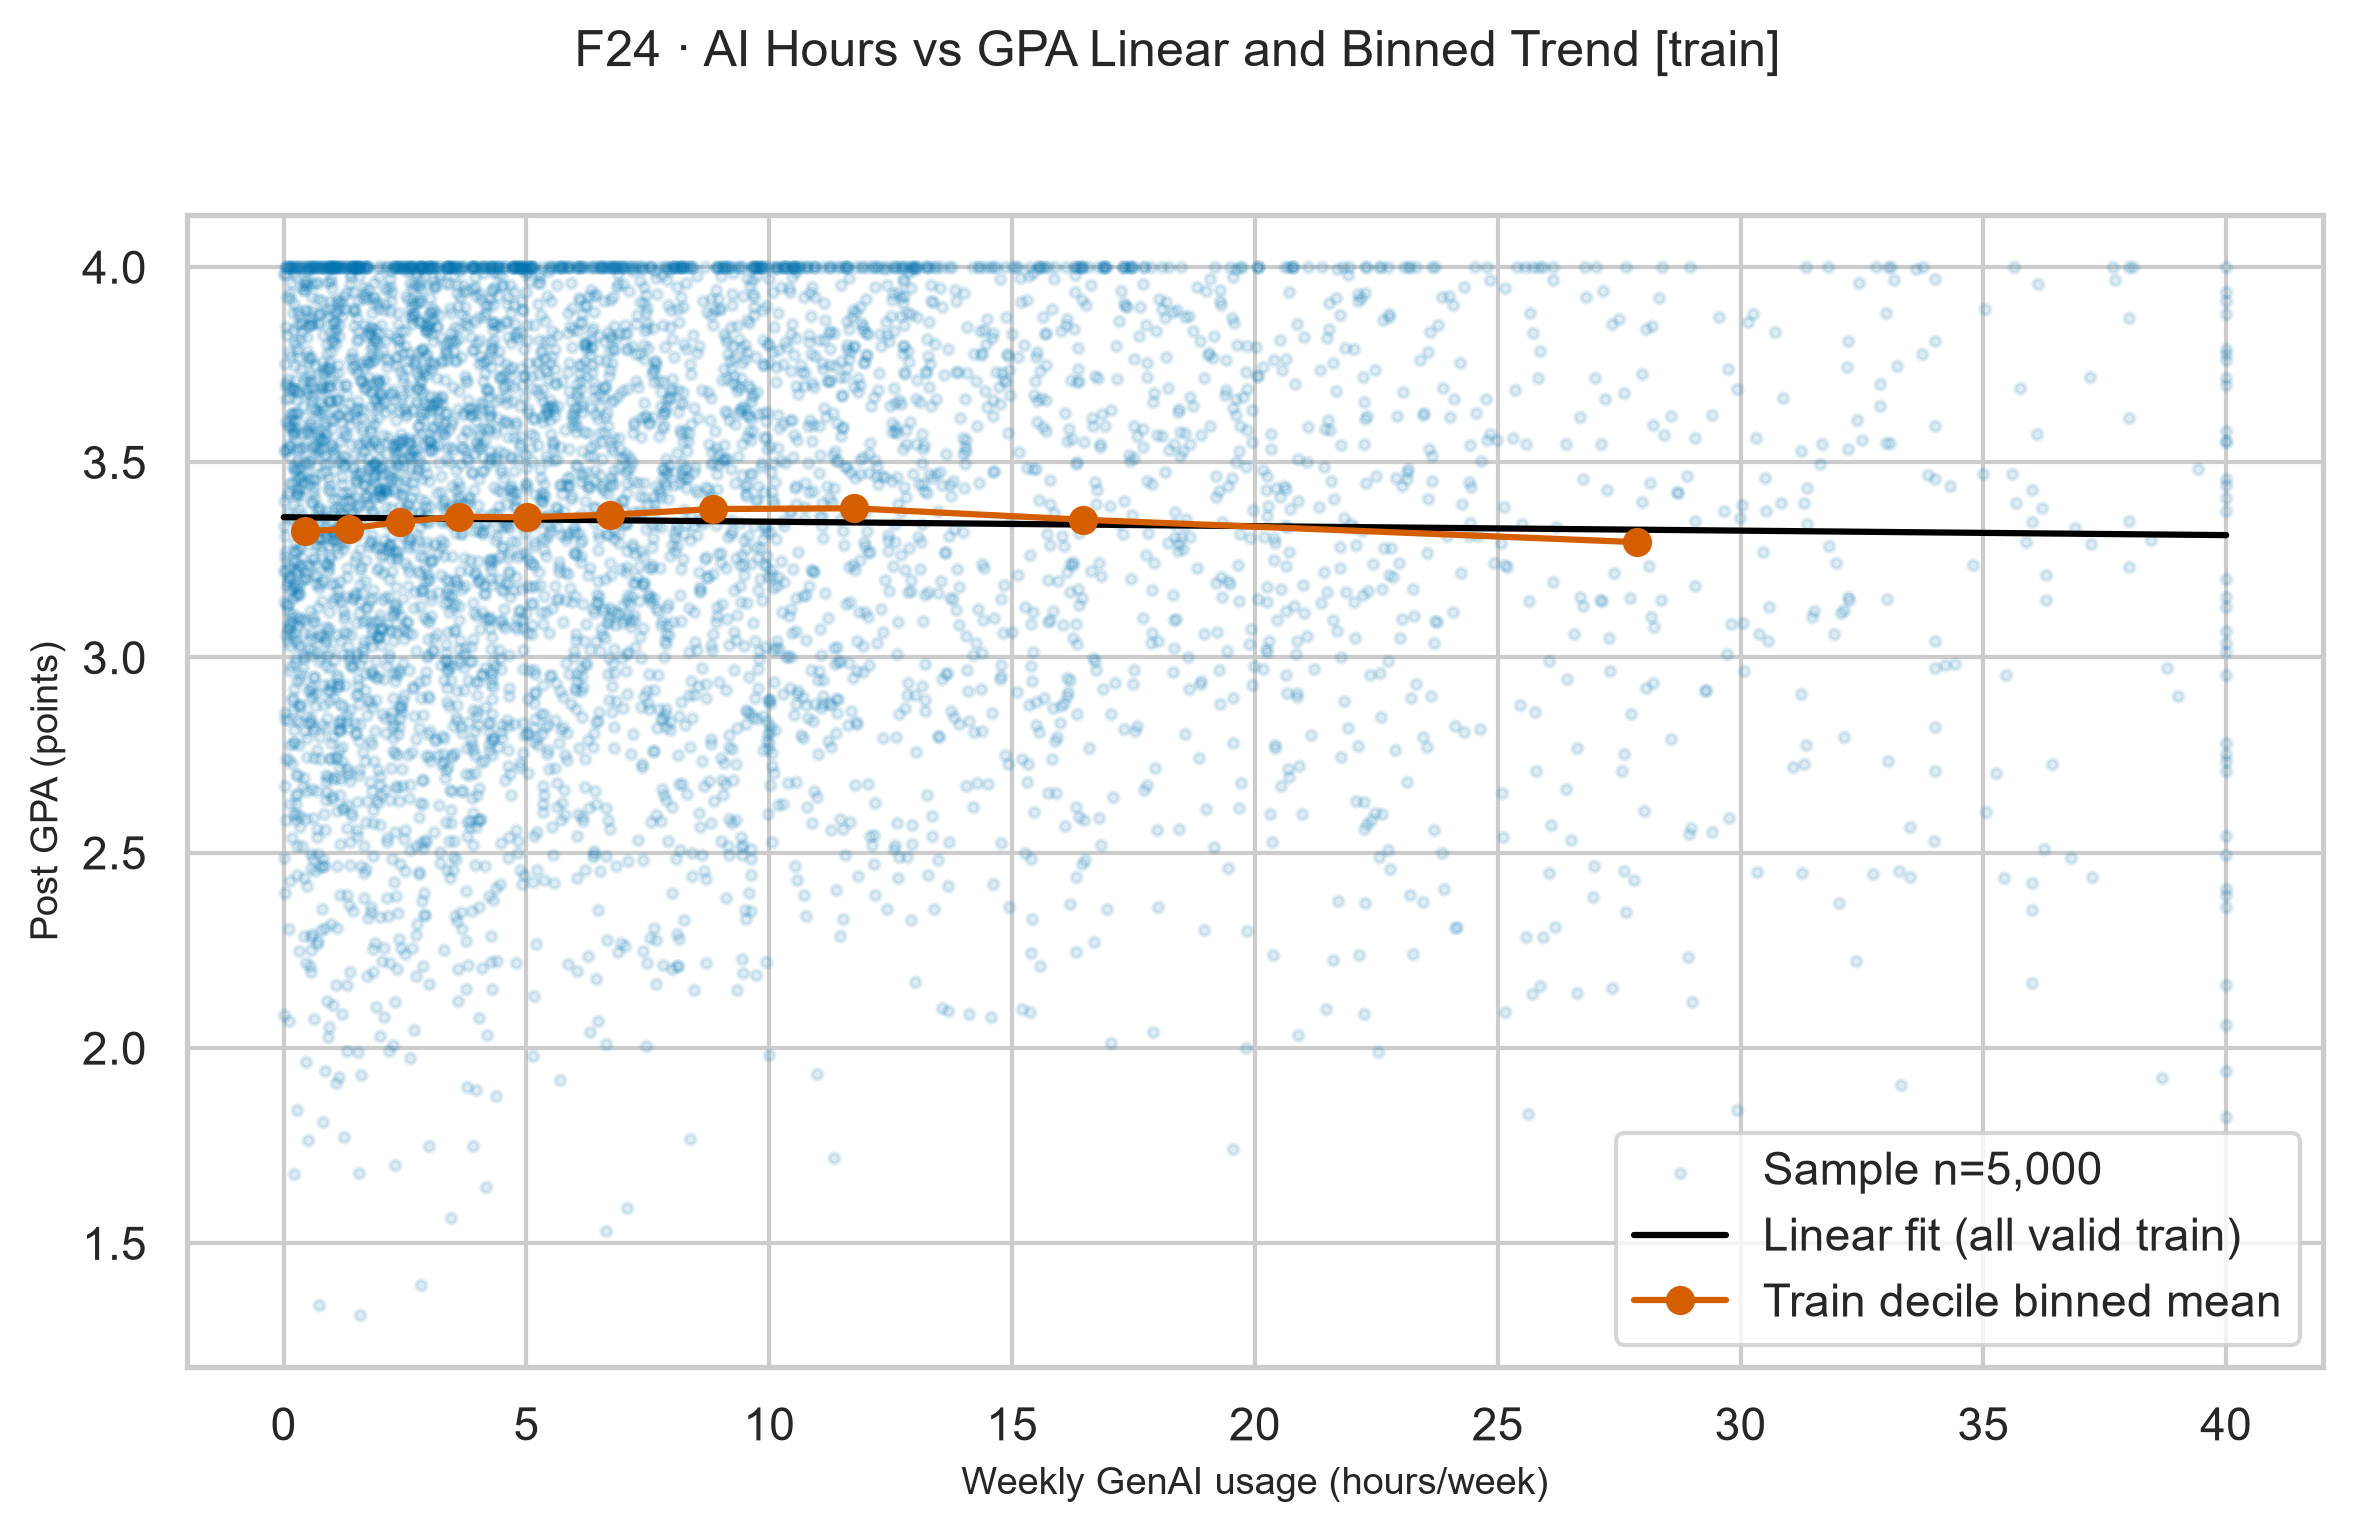 F24 · AI Hours vs GPA Linear and Binned Trend [train]
4.0
3.5
3.0
2.5
2.0
1.5
Post GPA (points)
0 5 10 15 20 25 30 35 40
Weekly GenAI usage (hours/week)
Sample n=5,000
Linear fit (all valid train)
Train decile binned mean